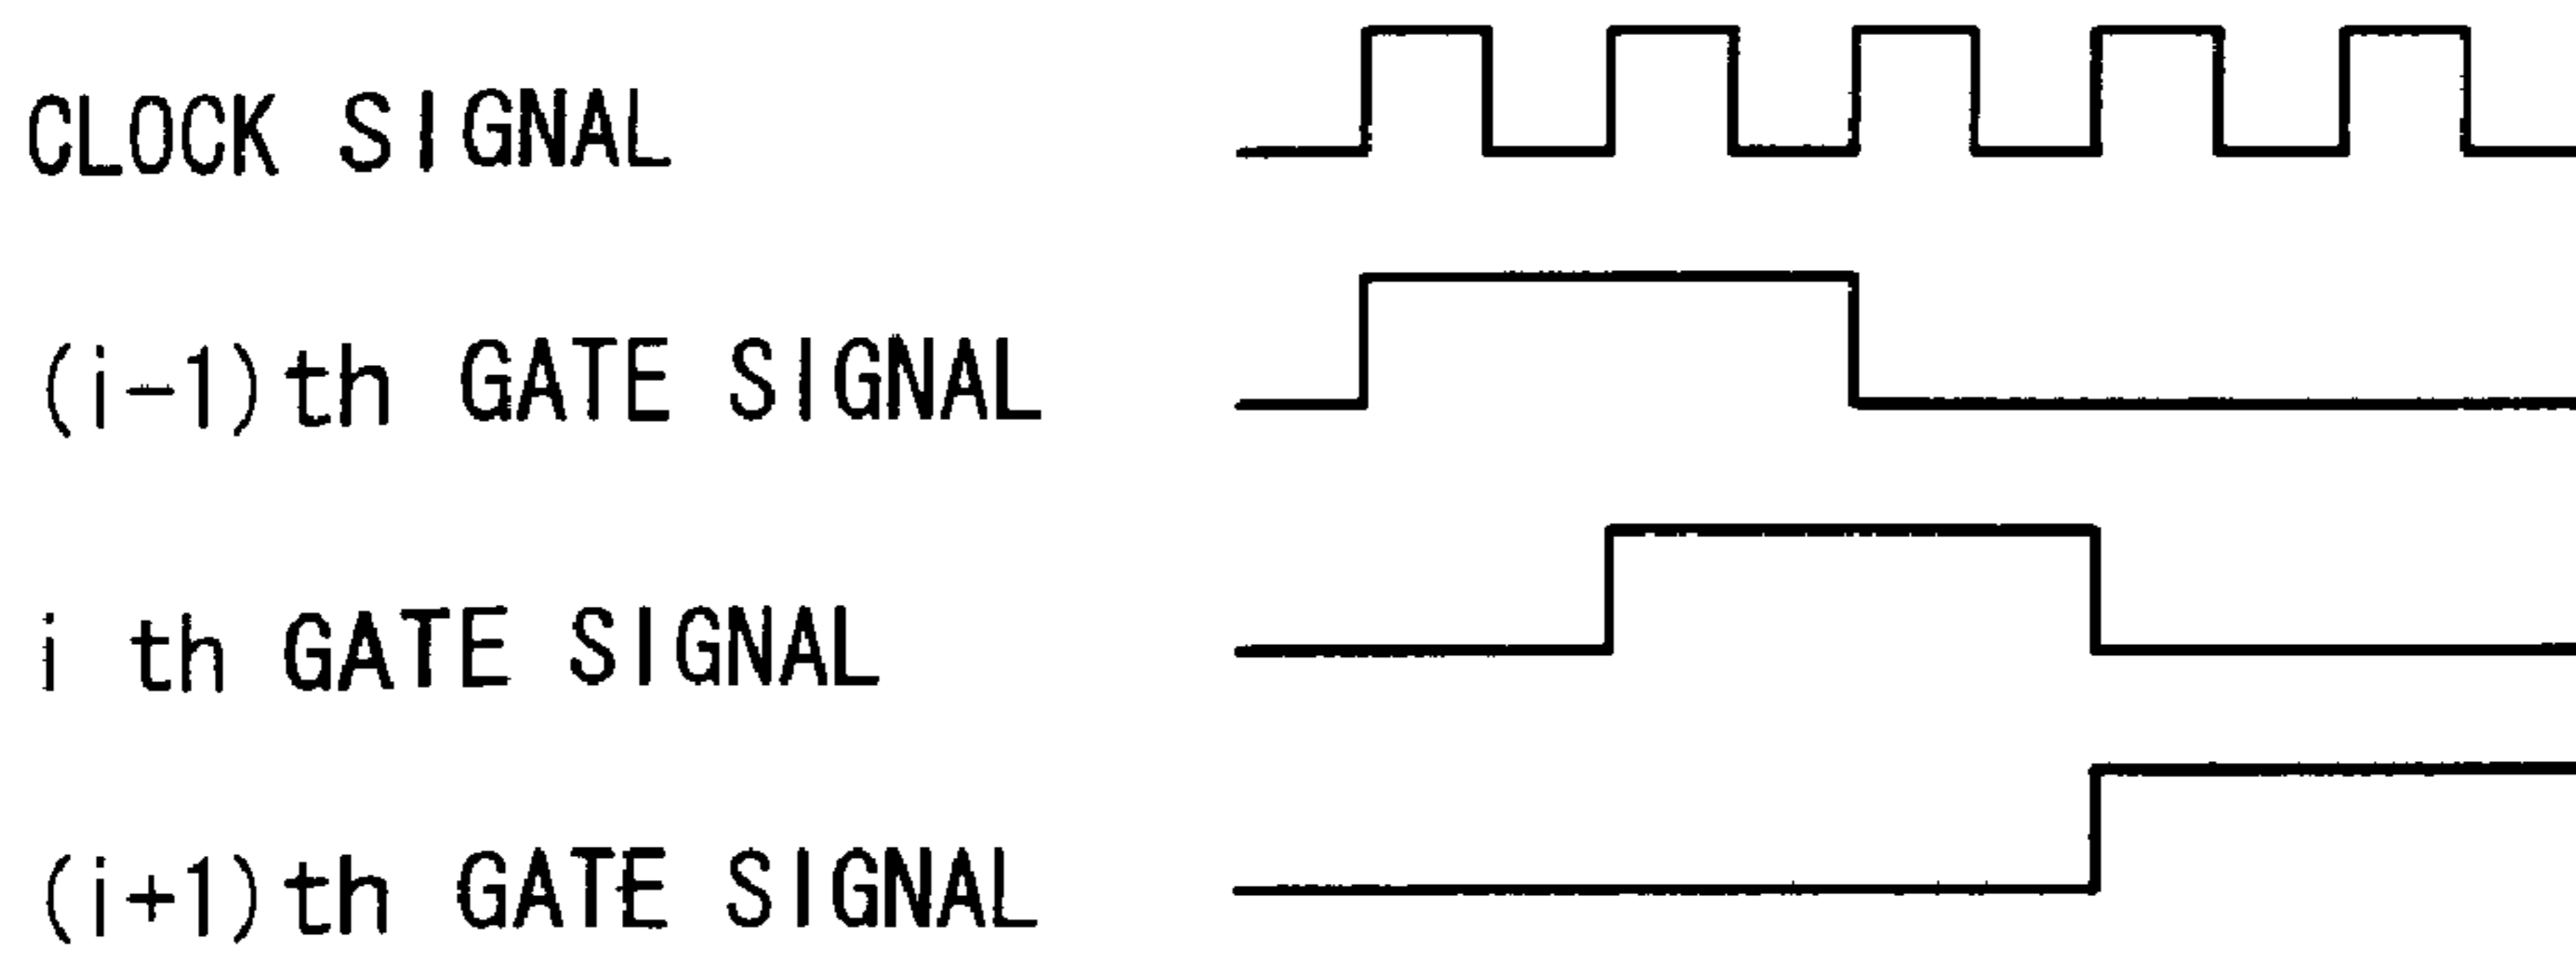 CLOCK SIGNAL
(i-1)th GATE SIGNAL
i th GATE SIGNAL
(i+1)th GATE SIGNAL